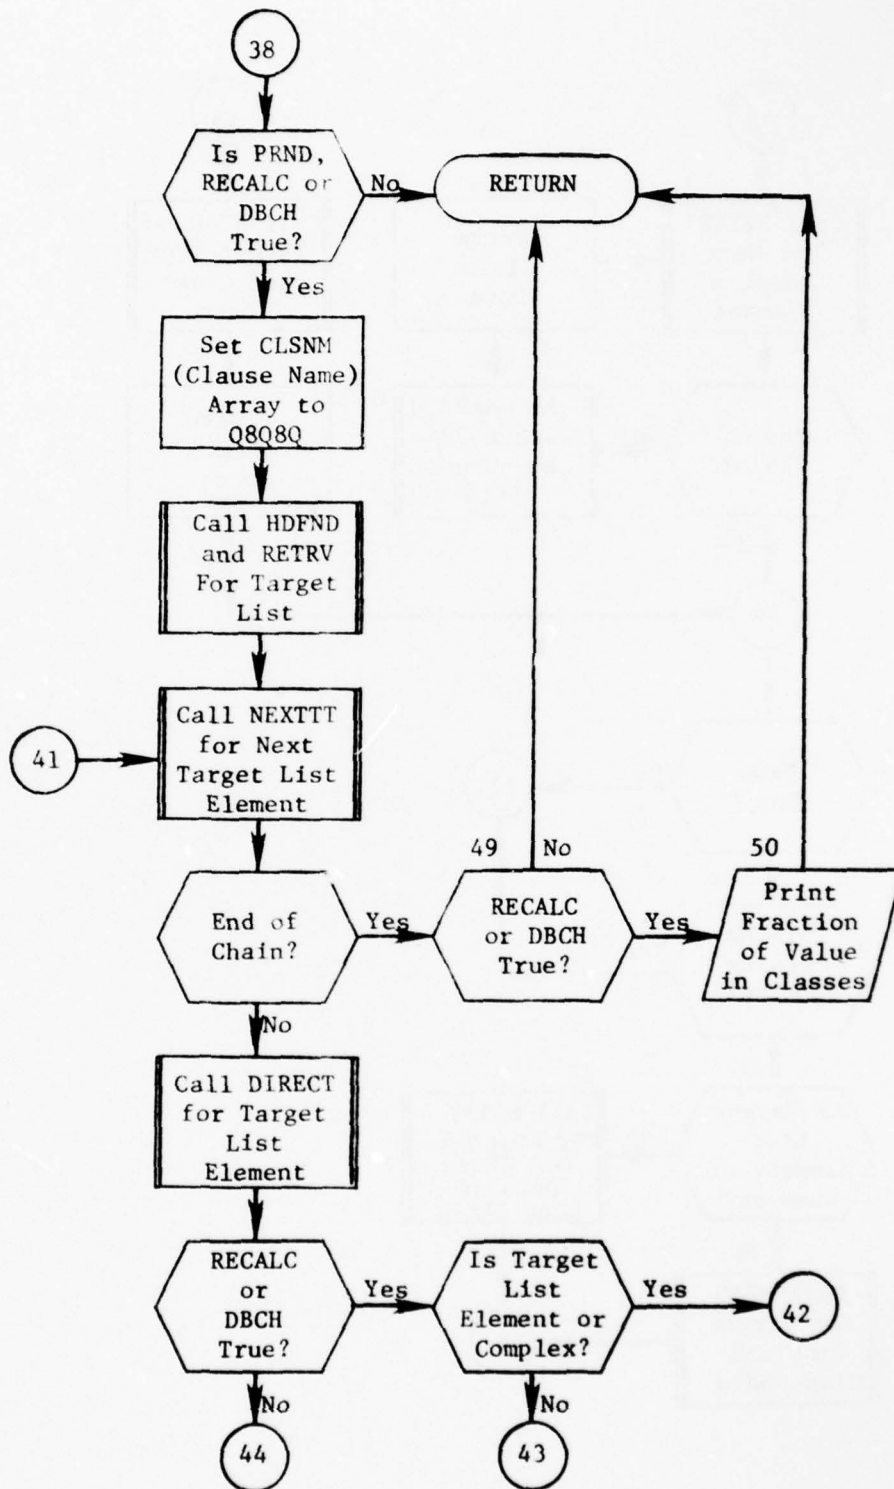 38
Is PRND,
RECALC or
DBCH
True?
No
RETURN
Yes
Set CLSNM
(Clause Name)
Array to
Q8Q8Q
Call HDFND
and RETRV
For Target
List
41
Call NEXTTT
for Next
Target List
Element
End of
Chain?
Yes
49
No
RECALC
or DBCH
True?
Yes
50
Print
Fraction
of Value
in Classes
No
Call DIRECT
for Target
List
Element
RECALC
or
DBCH
True?
Yes
Is Target
List
Element or
Complex?
Yes
42
No
44
No
43